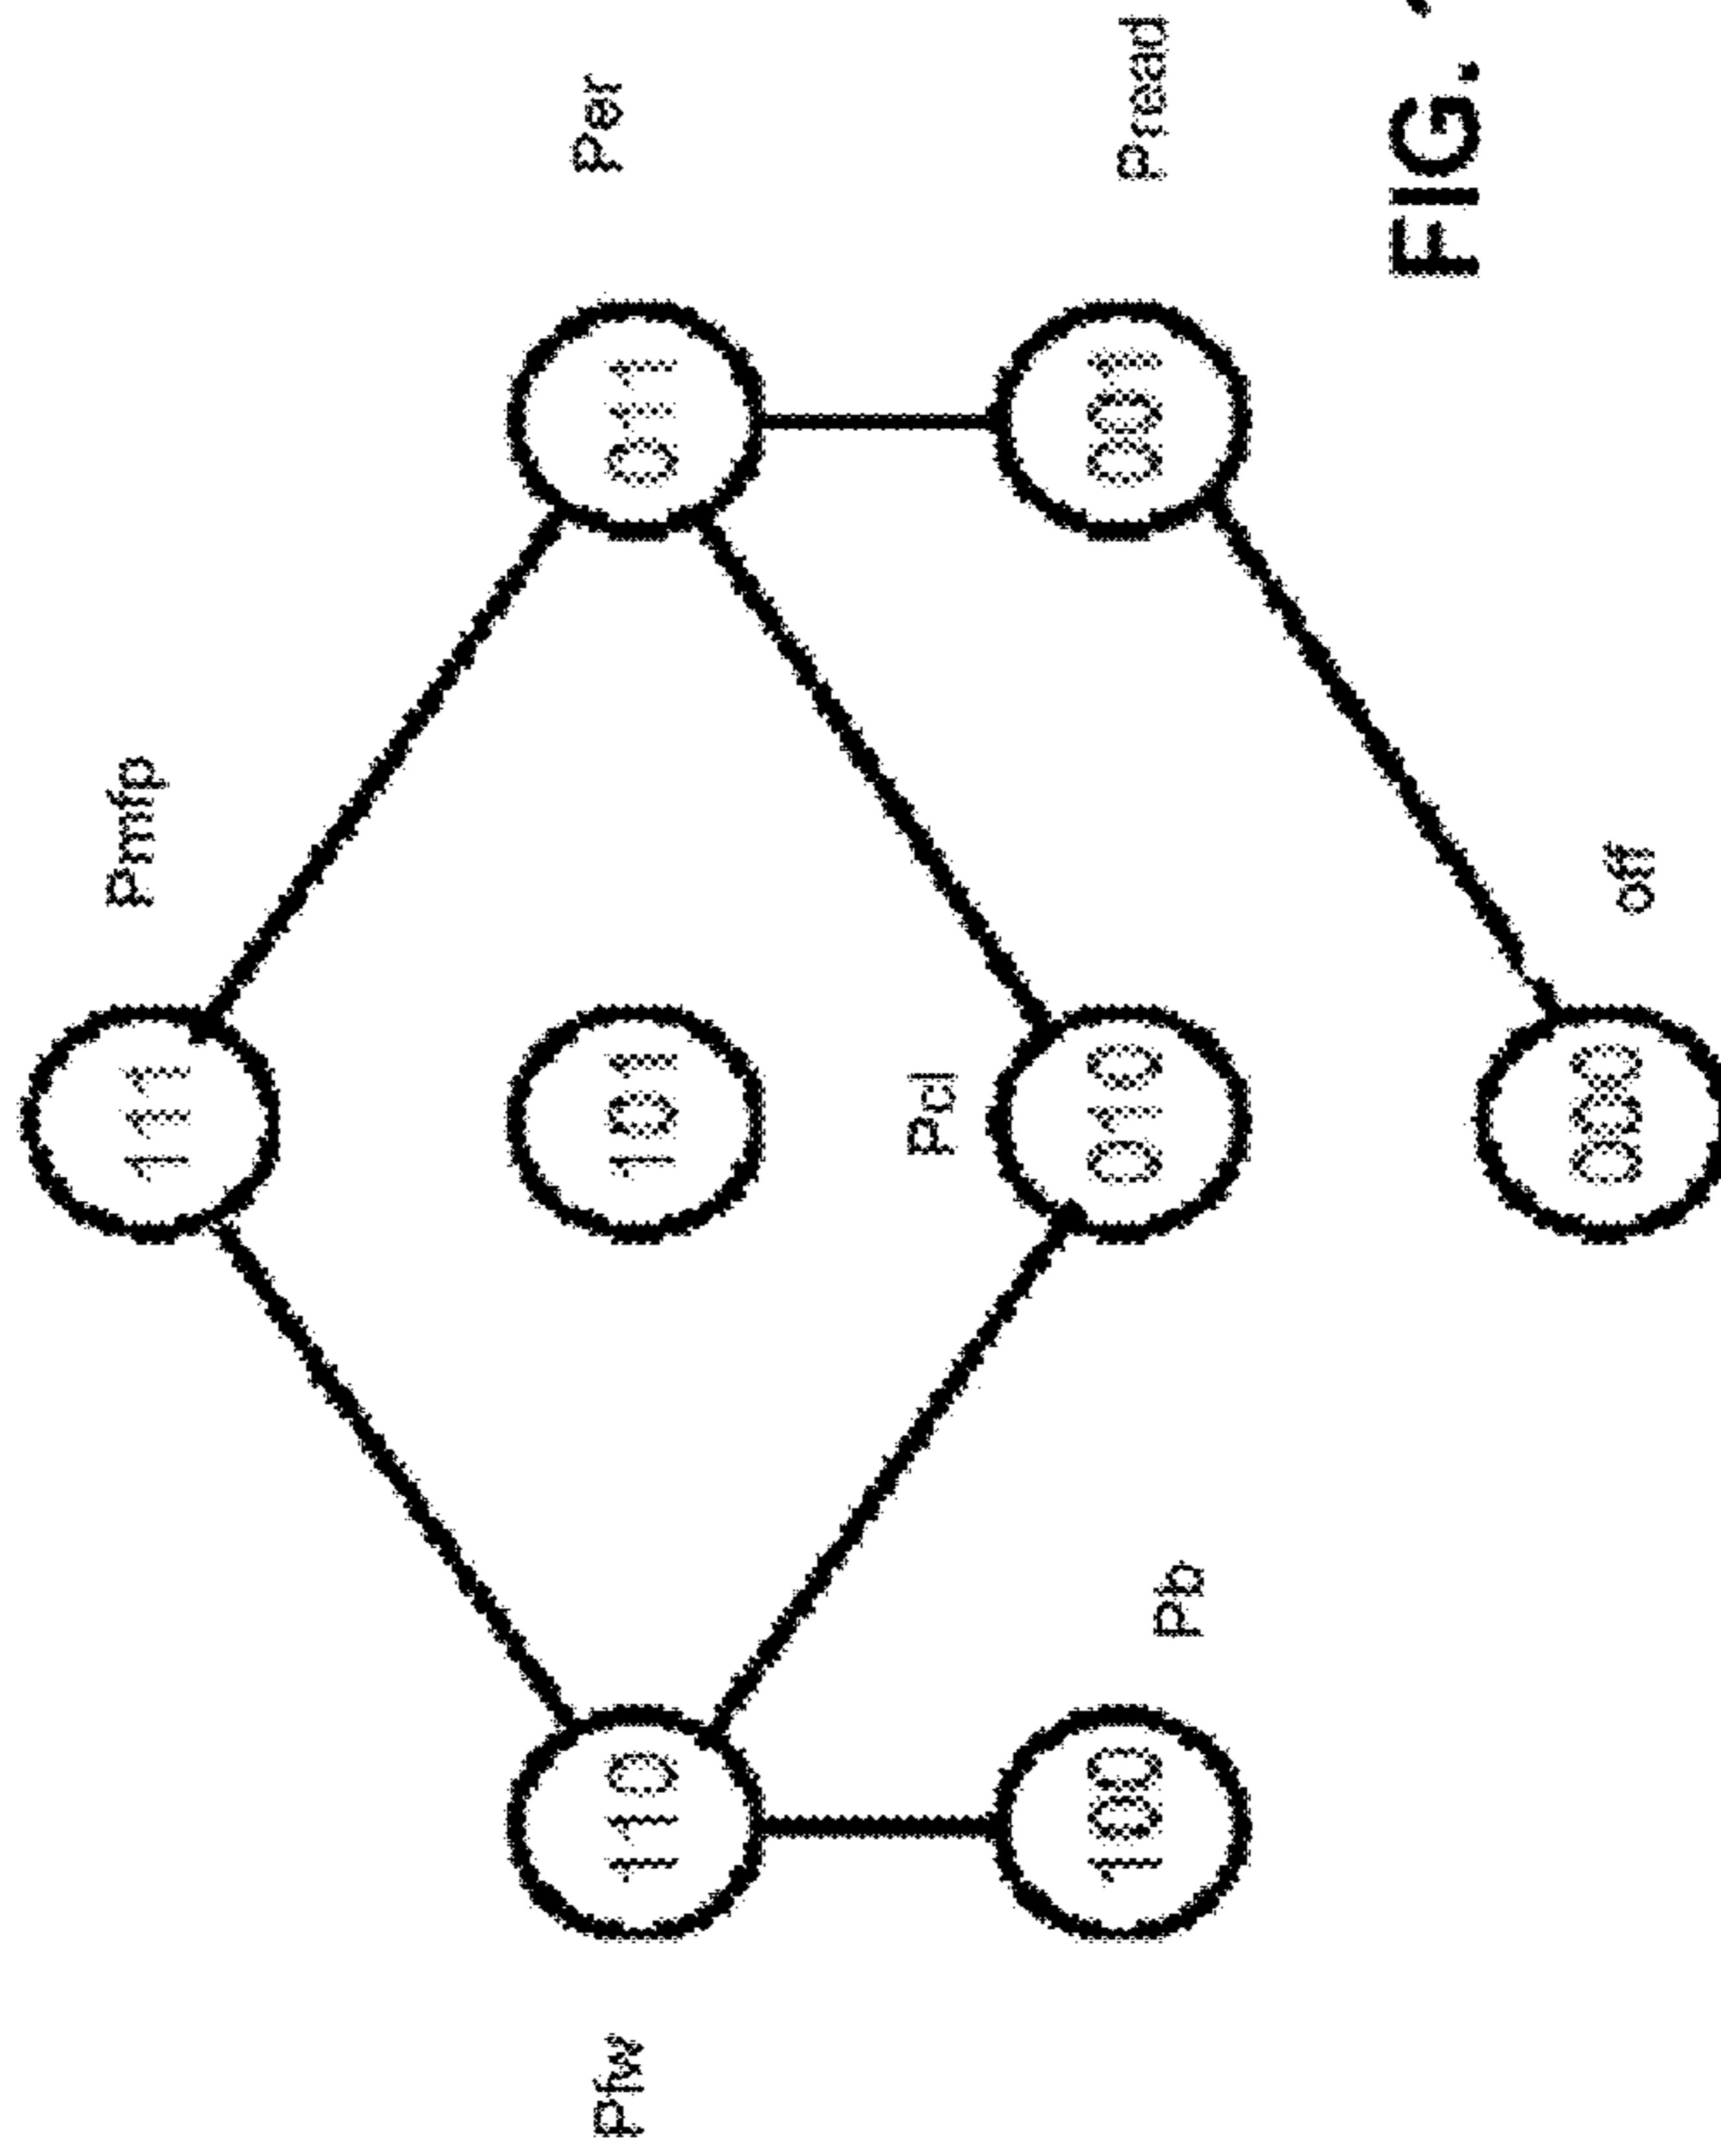 111 Pmfp
Pfw 110 101 011 Per
Pcl
100 Pb 010 001 Pread
FIG.
000 off